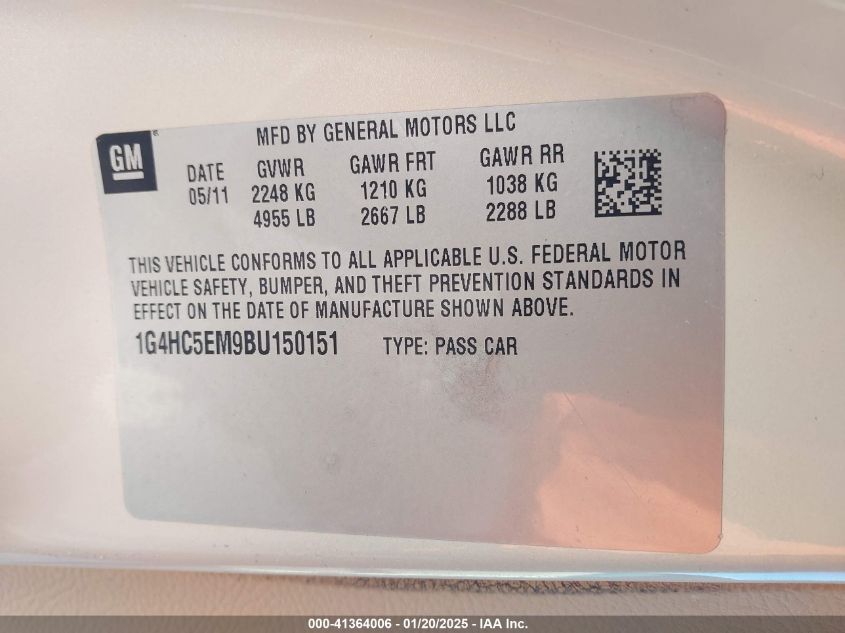 GM
MFD BY GENERAL MOTORS LLC
DATE GVWR GAWR FRT GAWR RR
05/11 2248 KG 1210 KG 1038 KG
4955 LB 2667 LB 2288 LB
THIS VEHICLE CONFORMS TO ALL APPLICABLE U.S. FEDERAL MOTOR
VEHICLE SAFETY, BUMPER, AND THEFT PREVENTION STANDARDS IN
EFFECT ON THE DATE OF MANUFACTURE SHOWN ABOVE.
1G4HC5EM9BU150151 TYPE: PASS CAR
000-41364006 - 01/20/2025 - IAA Inc.